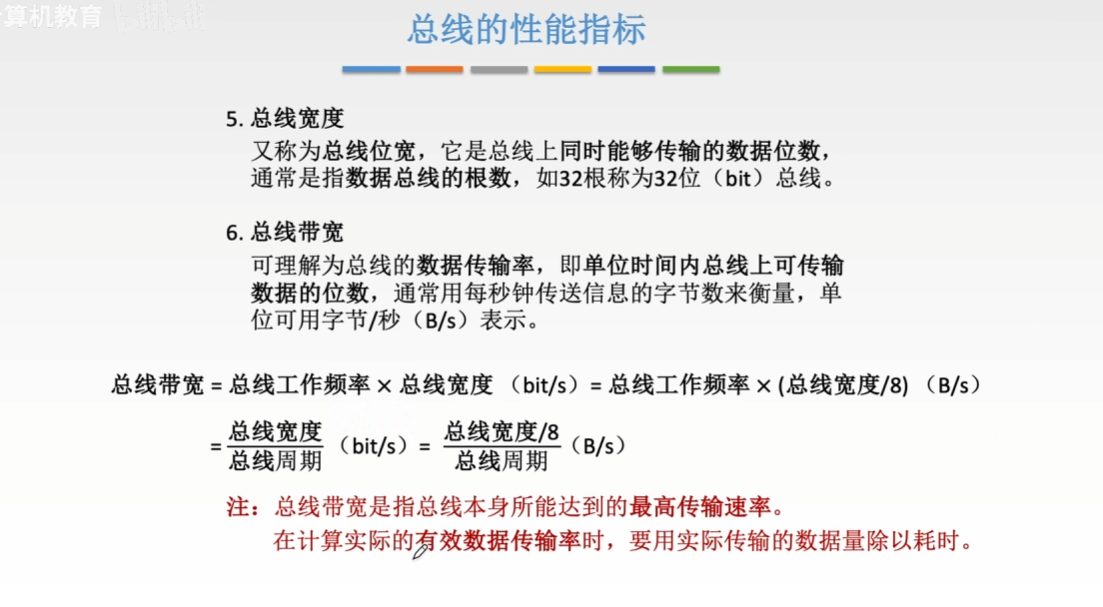 算机教育
总线的性能指标
5. 总线宽度
又称为总线位宽，它是总线上同时能够传输的数据位数，
通常是指数据总线的根数，如32根称为32位（bit）总线。
6. 总线带宽
可理解为总线的数据传输率，即单位时间内总线上可传输
数据的位数，通常用每秒钟传送信息的字节数来衡量，单
位可用字节/秒（B/s）表示。
总线带宽 = 总线工作频率 × 总线宽度 （bit/s）= 总线工作频率 × (总线宽度/8) （B/s）
= 总线宽度/总线周期 （bit/s）= 总线宽度/8/总线周期（B/s）
注：总线带宽是指总线本身所能达到的最高传输速率。
在计算实际的有效数据传输率时，要用实际传输的数据量除以耗时。